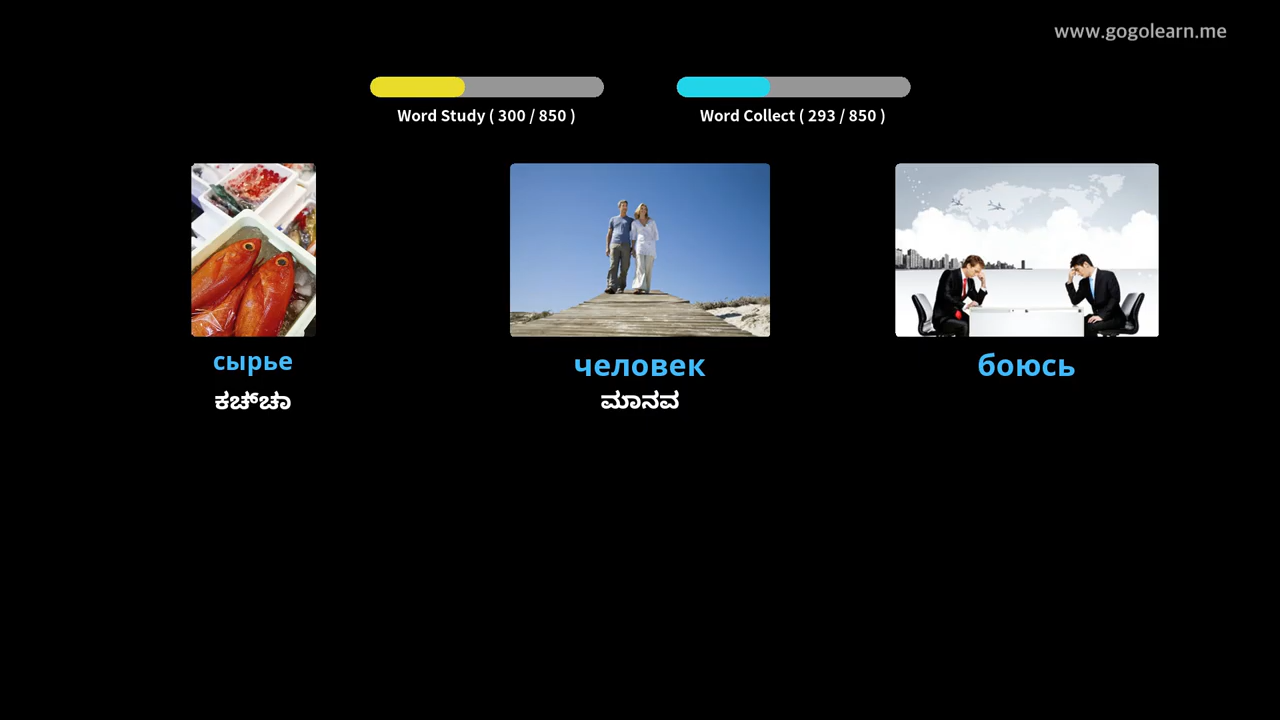 www.gogolearn.me
Word Study ( 300 / 850 )
Word Collect ( 293 / 850 )
сырье
человек
боюсь
ಕಚ್‌ಚಾ
ಮಾನವ